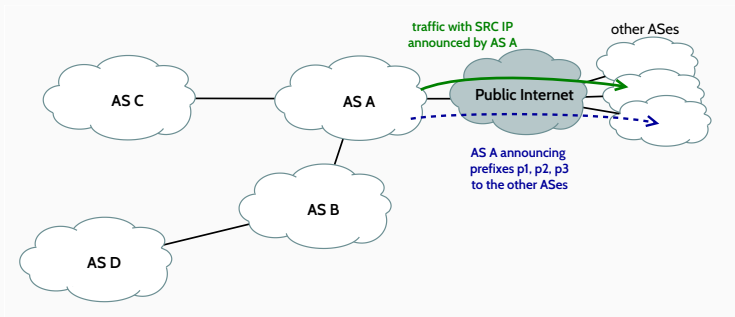 traffic with SRC IP
announced by AS A
other ASes
AS C
AS A
Public Internet
AS A announcing
prefixes p1, p2, p3
to the other ASes
AS B
AS D